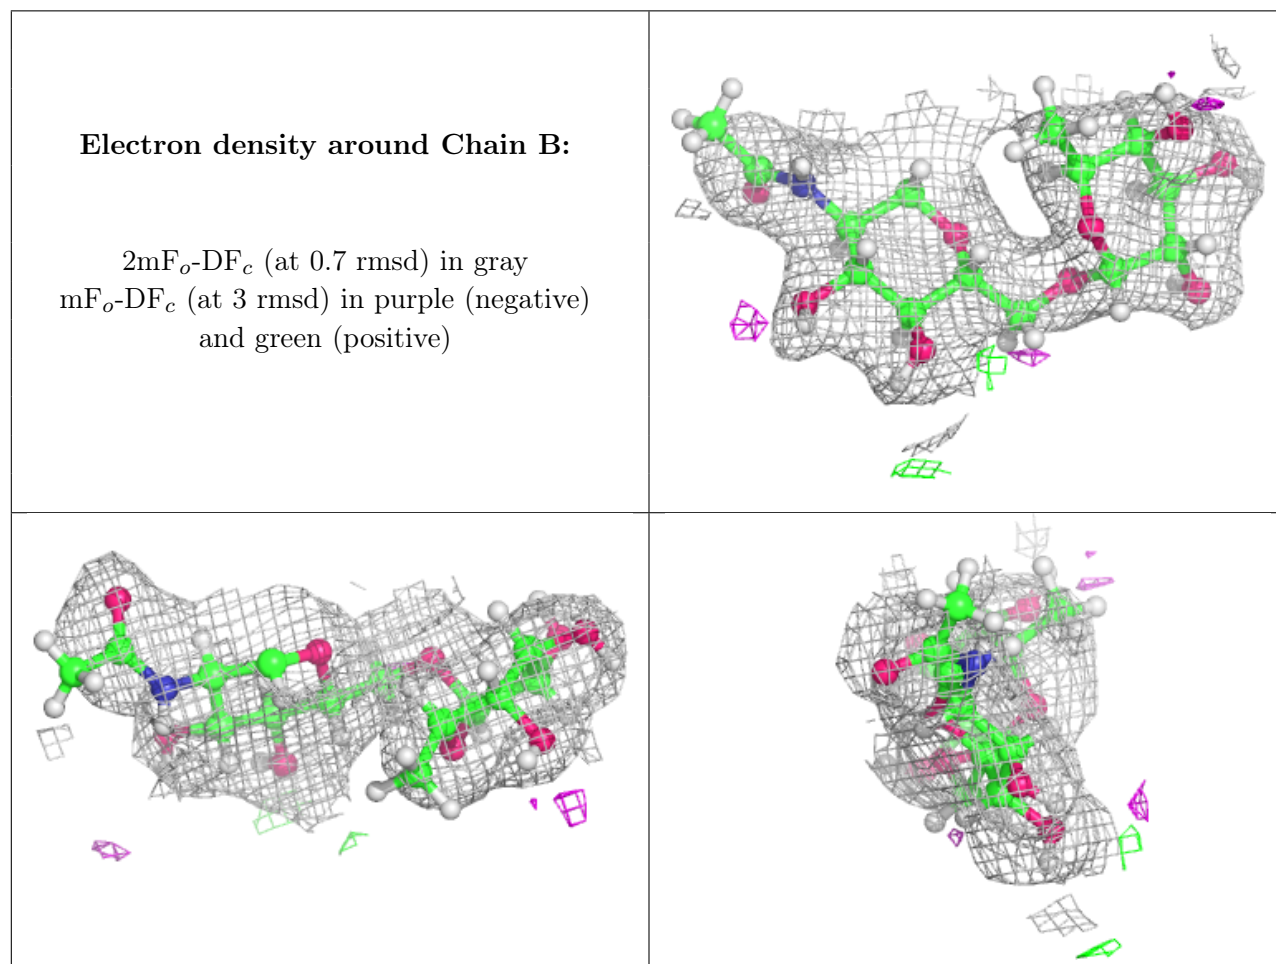 Electron density around Chain B:
2mFo-DFc (at 0.7 rmsd) in gray
mFo-DFc (at 3 rmsd) in purple (negative)
and green (positive)